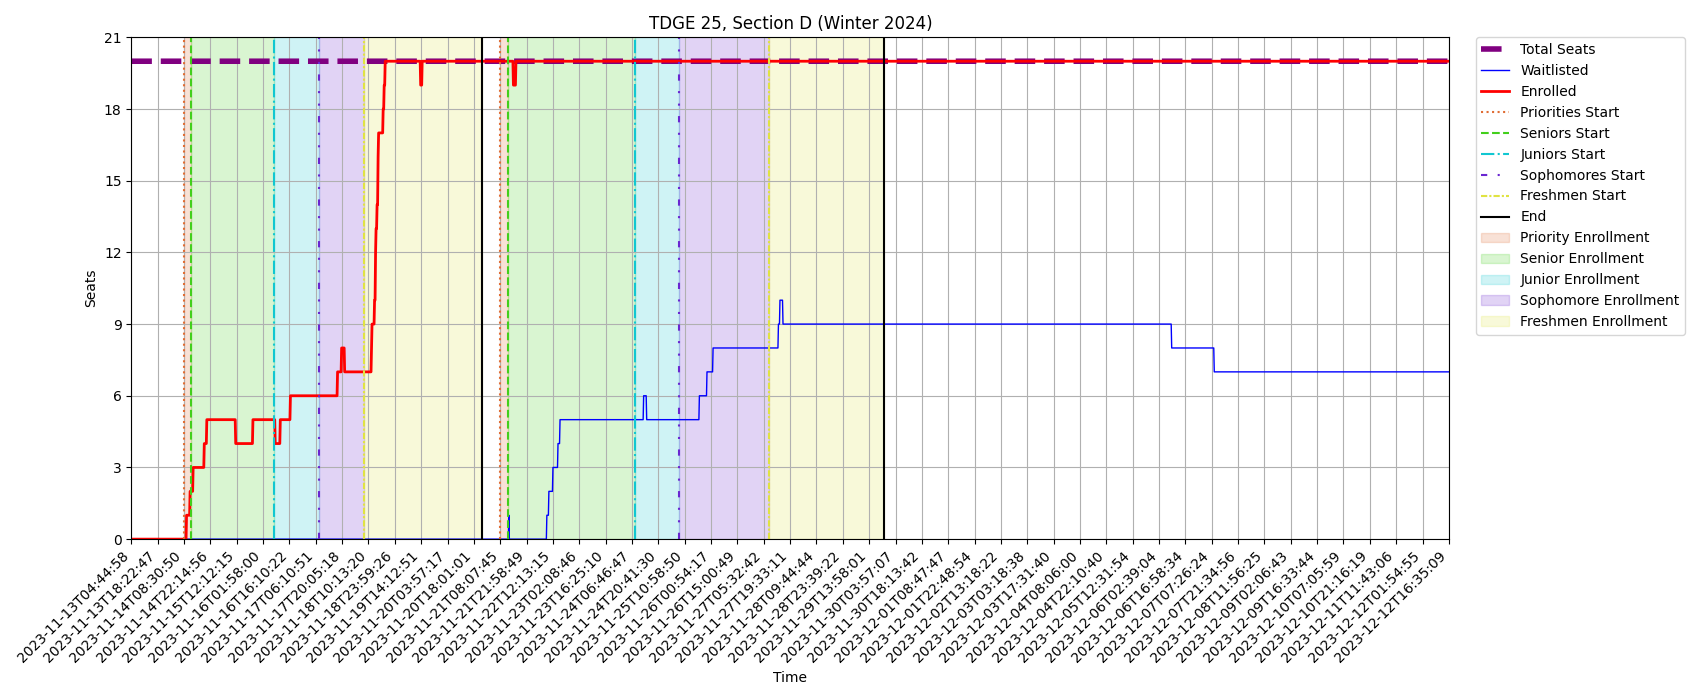 TDGE 25, Section D (Winter 2024)
21
18
15
12
9
6
3
0
Seats
Total Seats
Waitlisted
Enrolled
Priorities Start
Seniors Start
Juniors Start
Sophomores Start
Freshmen Start
End
Priority Enrollment
Senior Enrollment
Junior Enrollment
Sophomore Enrollment
Freshmen Enrollment
2023-11-13T04:44:58
2023-11-13T18:22:47
2023-11-14T08:30:50
2023-11-14T22:14:56
2023-11-15T12:12:15
2023-11-16T01:58:00
2023-11-16T16:10:22
2023-11-17T06:10:51
2023-11-17T20:05:18
2023-11-18T10:13:20
2023-11-18T23:59:26
2023-11-19T14:12:51
2023-11-20T03:57:17
2023-11-20T18:01:01
2023-11-21T08:07:45
2023-11-21T21:58:49
2023-11-22T12:13:15
2023-11-23T02:08:46
2023-11-23T16:25:10
2023-11-24T06:46:47
2023-11-24T20:41:30
2023-11-25T10:58:50
2023-11-26T00:54:17
2023-11-26T15:00:49
2023-11-27T05:32:42
2023-11-27T19:33:11
2023-11-28T09:44:44
2023-11-28T23:39:22
2023-11-29T13:58:01
2023-11-30T03:57:07
2023-11-30T18:13:42
2023-12-01T08:47:47
2023-12-01T22:48:54
2023-12-02T13:18:22
2023-12-03T03:18:38
2023-12-03T17:31:40
2023-12-04T08:06:00
2023-12-04T22:10:40
2023-12-05T12:31:54
2023-12-06T02:39:04
2023-12-06T16:58:34
2023-12-07T07:26:24
2023-12-07T21:34:56
2023-12-08T11:56:25
2023-12-09T02:06:43
2023-12-09T16:33:44
2023-12-10T07:05:59
2023-12-10T21:16:19
2023-12-11T11:43:06
2023-12-12T01:54:55
2023-12-12T16:35:09
Time